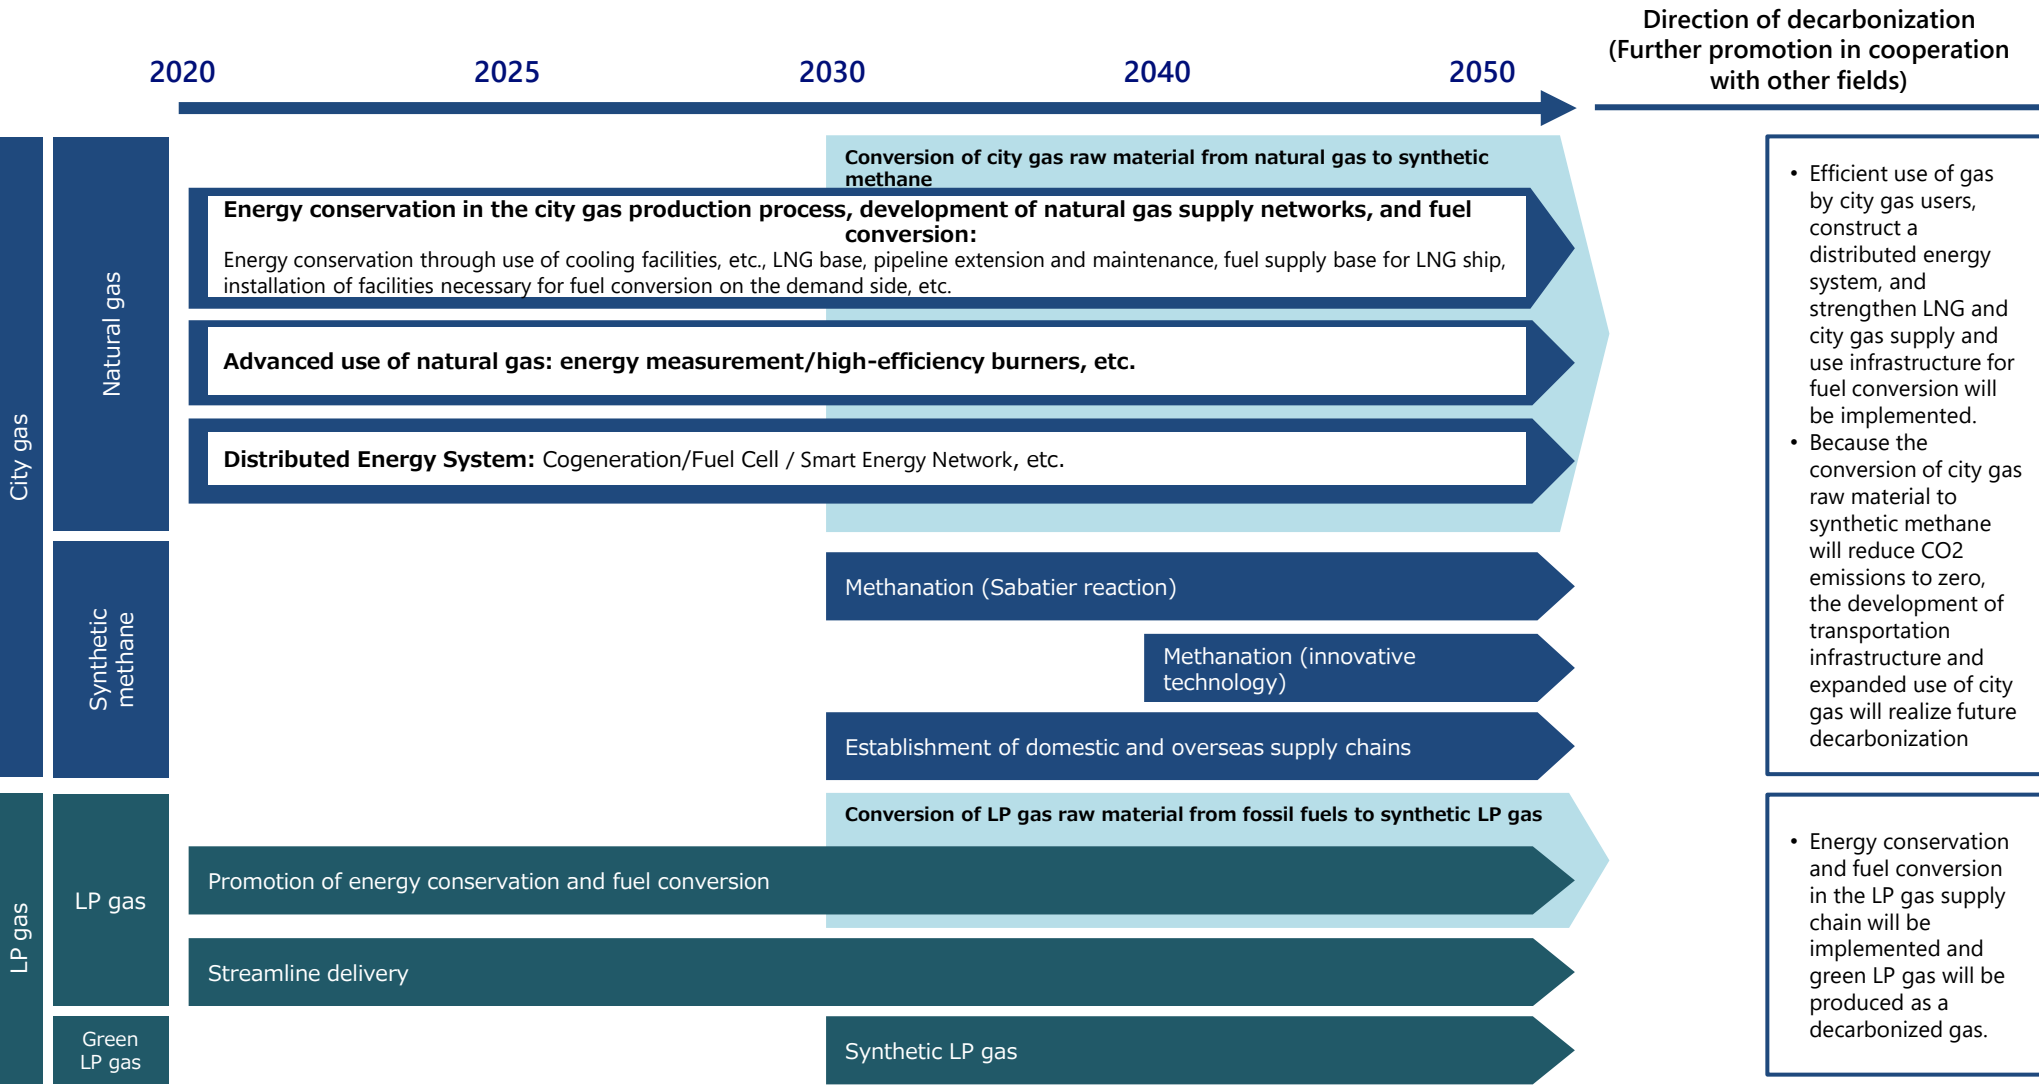 Direction of decarbonization
(Further promotion in cooperation
with other fields)
2020
2025
2030
2040
2050
City gas
Natural gas
Conversion of city gas raw material from natural gas to synthetic
methane
Energy conservation in the city gas production process, development of natural gas supply networks, and fuel
conversion:
Energy conservation through use of cooling facilities, etc., LNG base, pipeline extension and maintenance, fuel supply base for LNG ship,
installation of facilities necessary for fuel conversion on the demand side, etc.
Advanced use of natural gas: energy measurement/high-efficiency burners, etc.
Distributed Energy System: Cogeneration/Fuel Cell / Smart Energy Network, etc.
Synthetic
methane
Methanation (Sabatier reaction)
Methanation (innovative
technology)
Establishment of domestic and overseas supply chains
• Efficient use of gas
by city gas users,
construct a
distributed energy
system, and
strengthen LNG and
city gas supply and
use infrastructure for
fuel conversion will
be implemented.
• Because the
conversion of city gas
raw material to
synthetic methane
will reduce CO2
emissions to zero,
the development of
transportation
infrastructure and
expanded use of city
gas will realize future
decarbonization
LP gas
LP gas
Conversion of LP gas raw material from fossil fuels to synthetic LP gas
Promotion of energy conservation and fuel conversion
Streamline delivery
Green
LP gas
Synthetic LP gas
• Energy conservation
and fuel conversion
in the LP gas supply
chain will be
implemented and
green LP gas will be
produced as a
decarbonized gas.